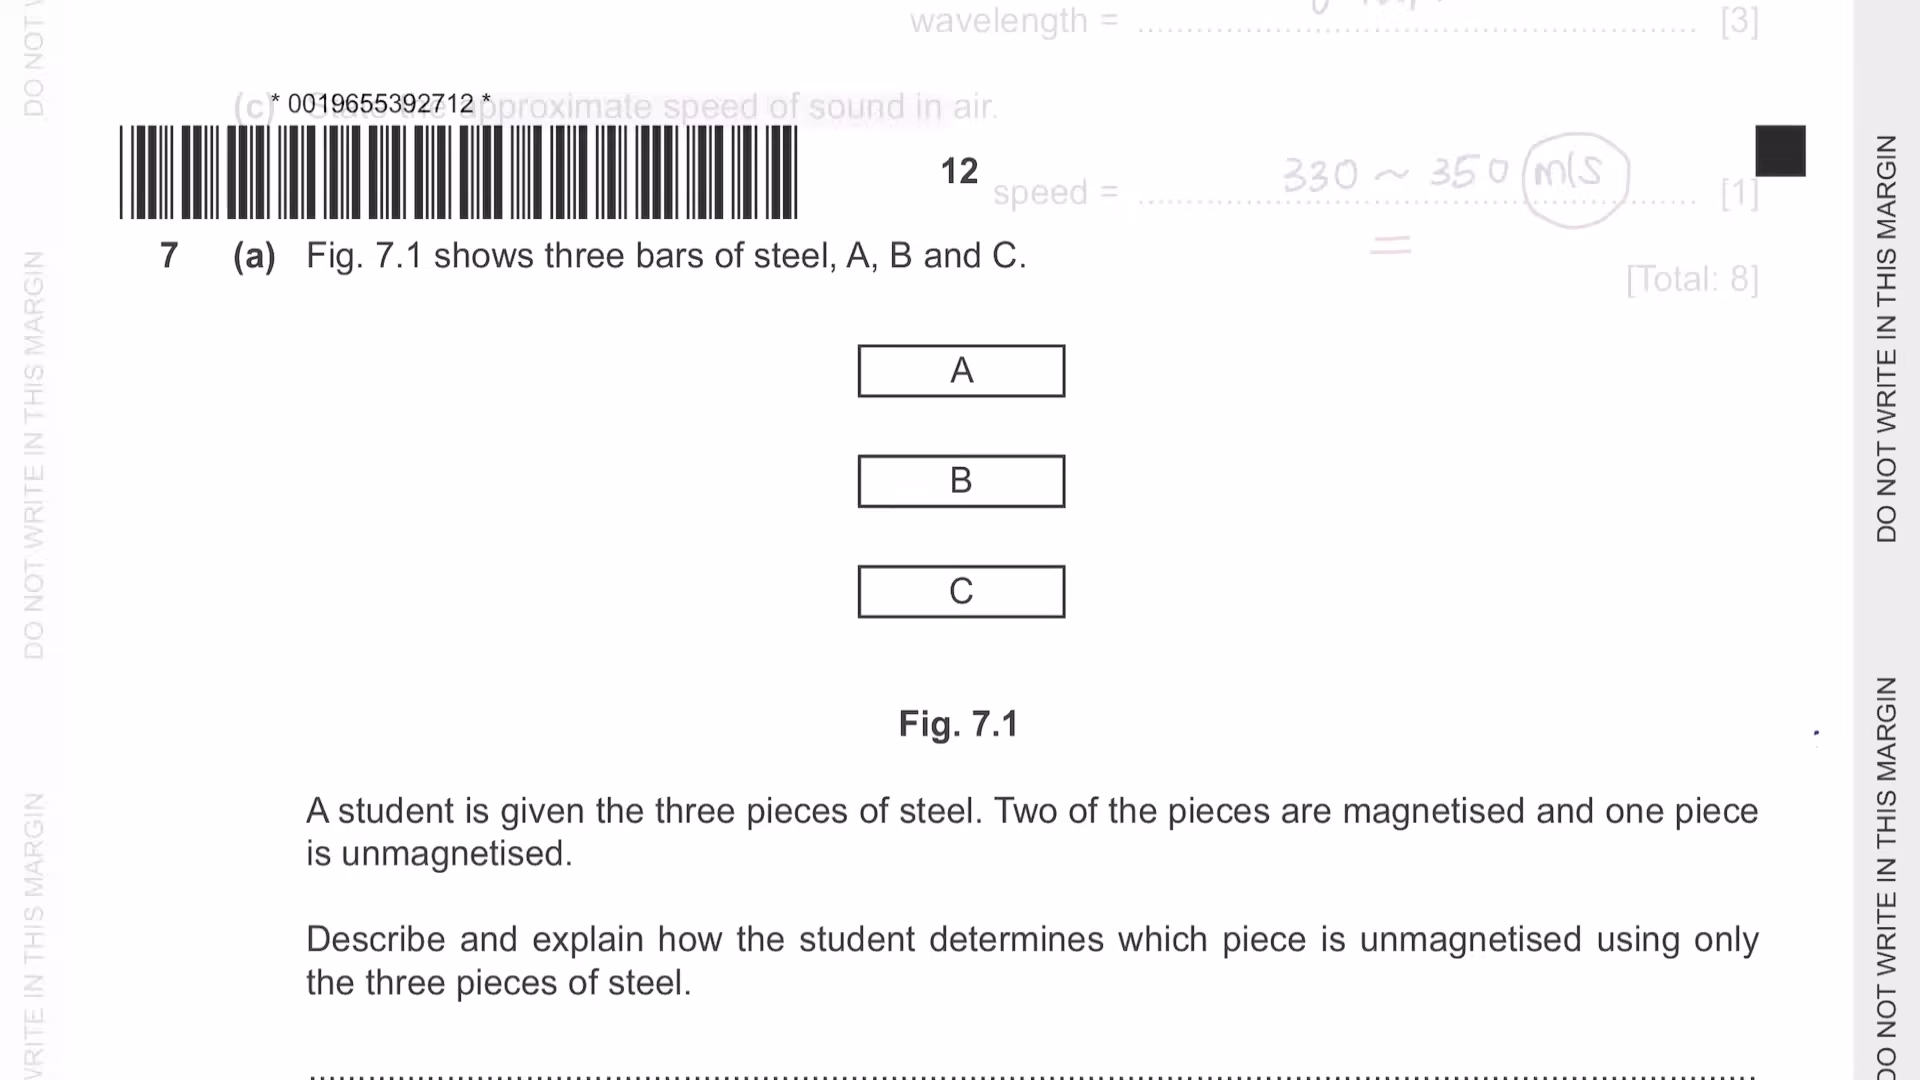 wavelength = [3]
(c) State the approximate speed of sound in air.
* 0019655392712 *
12
speed = 330 ~ 350 m/s [1]
7 (a) Fig. 7.1 shows three bars of steel, A, B and C.
[Total: 8]
A
B
C
Fig. 7.1
A student is given the three pieces of steel. Two of the pieces are magnetised and one piece
is unmagnetised.
Describe and explain how the student determines which piece is unmagnetised using only
the three pieces of steel.
DO NOT W
DO NOT WRITE IN THIS MARGIN
WRITE IN THIS MARGIN
DO NOT WRITE IN THIS MARGIN
DO NOT WRITE IN THIS MARGIN